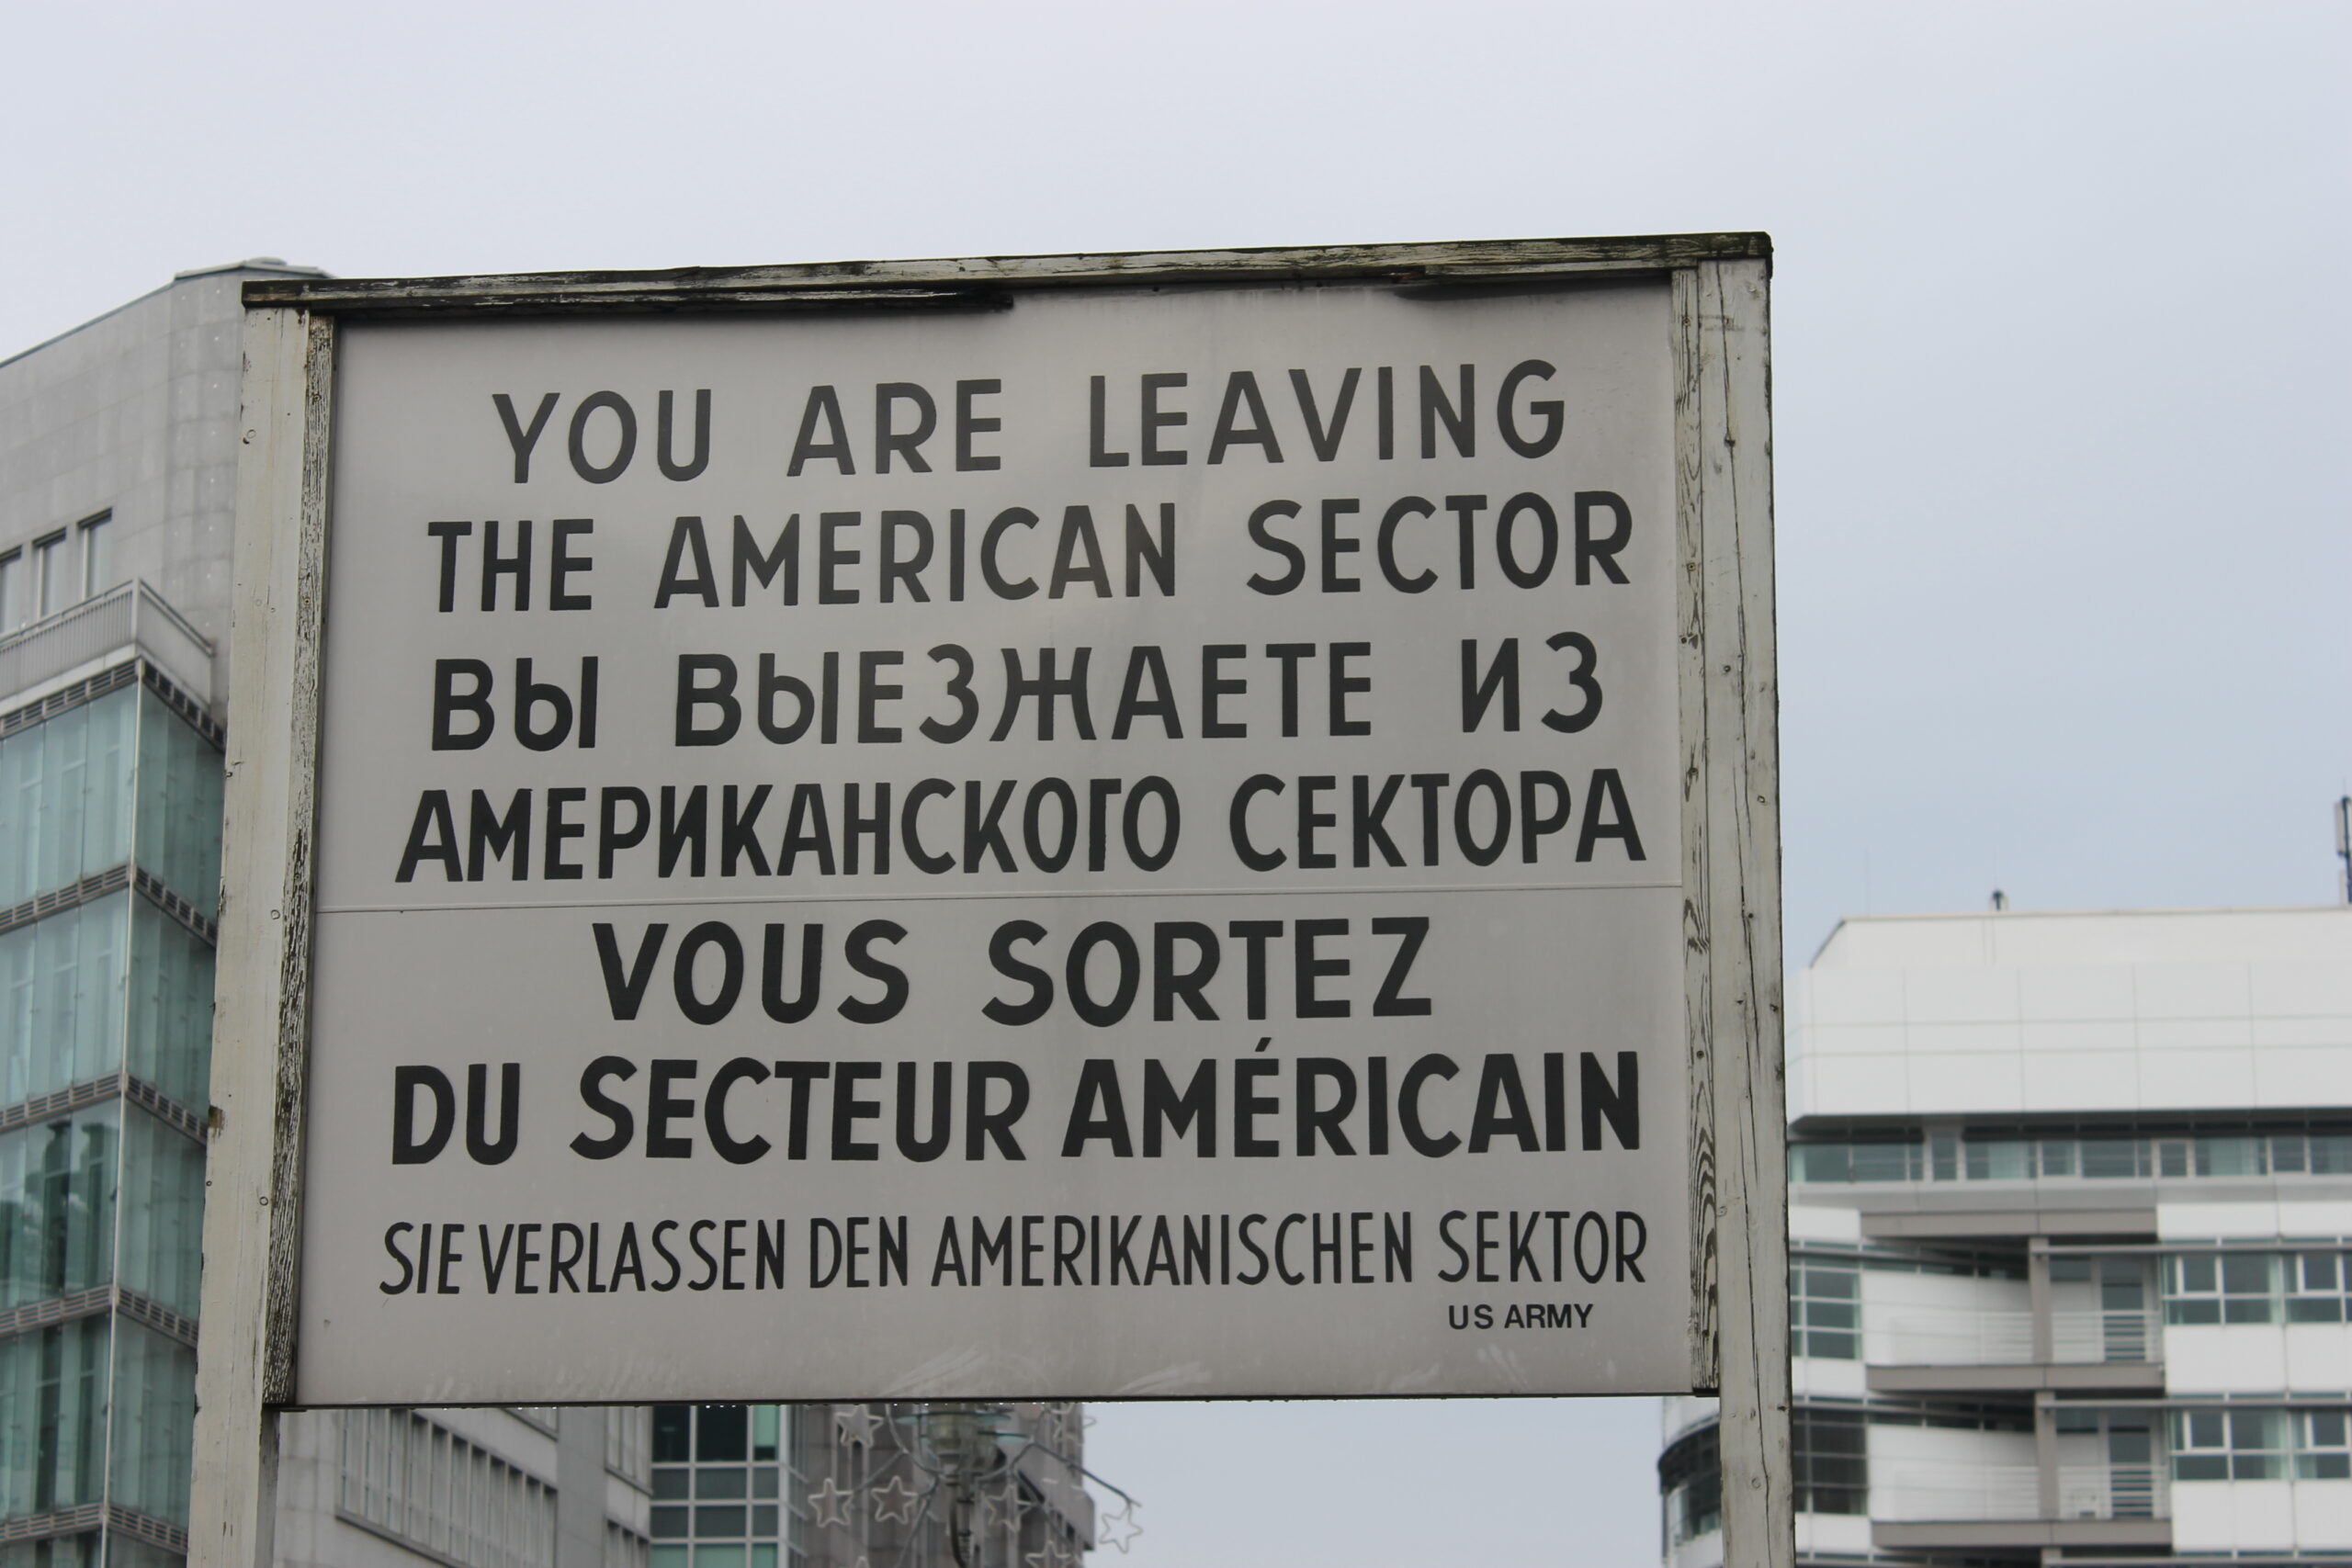 YOU ARE LEAVING
THE AMERICAN SECTOR
ВЫ ВЫЕЗЖАЕТЕ ИЗ
АМЕРИКАНСКОГО СЕКТОРА
VOUS SORTEZ
DU SECTEUR AMÉRICAIN
SIE VERLASSEN DEN AMERIKANISCHEN SEKTOR
US ARMY